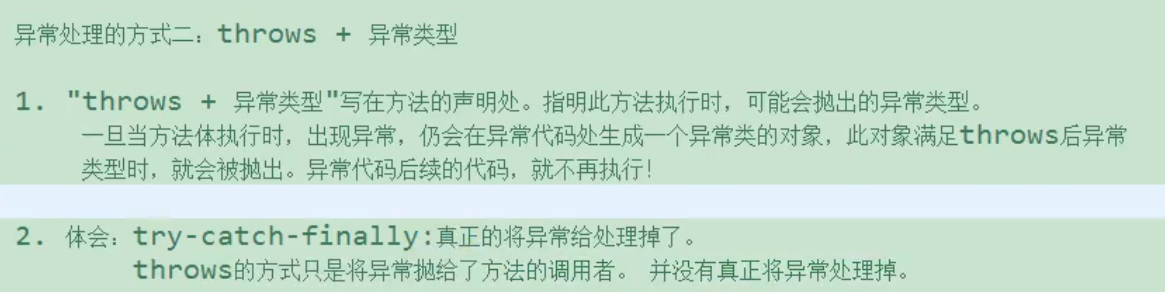 异常处理的方式二：throws + 异常类型
1. "throws + 异常类型"写在方法的声明处。指明此方法执行时，可能会抛出的异常类型。
一旦当方法体执行时，出现异常，仍会在异常代码处生成一个异常类的对象，此对象满足throws后异常
类型时，就会被抛出。异常代码后续的代码，就不再执行！
2. 体会：try-catch-finally:真正的将异常给处理掉了。
throws的方式只是将异常抛给了方法的调用者。 并没有真正将异常处理掉。